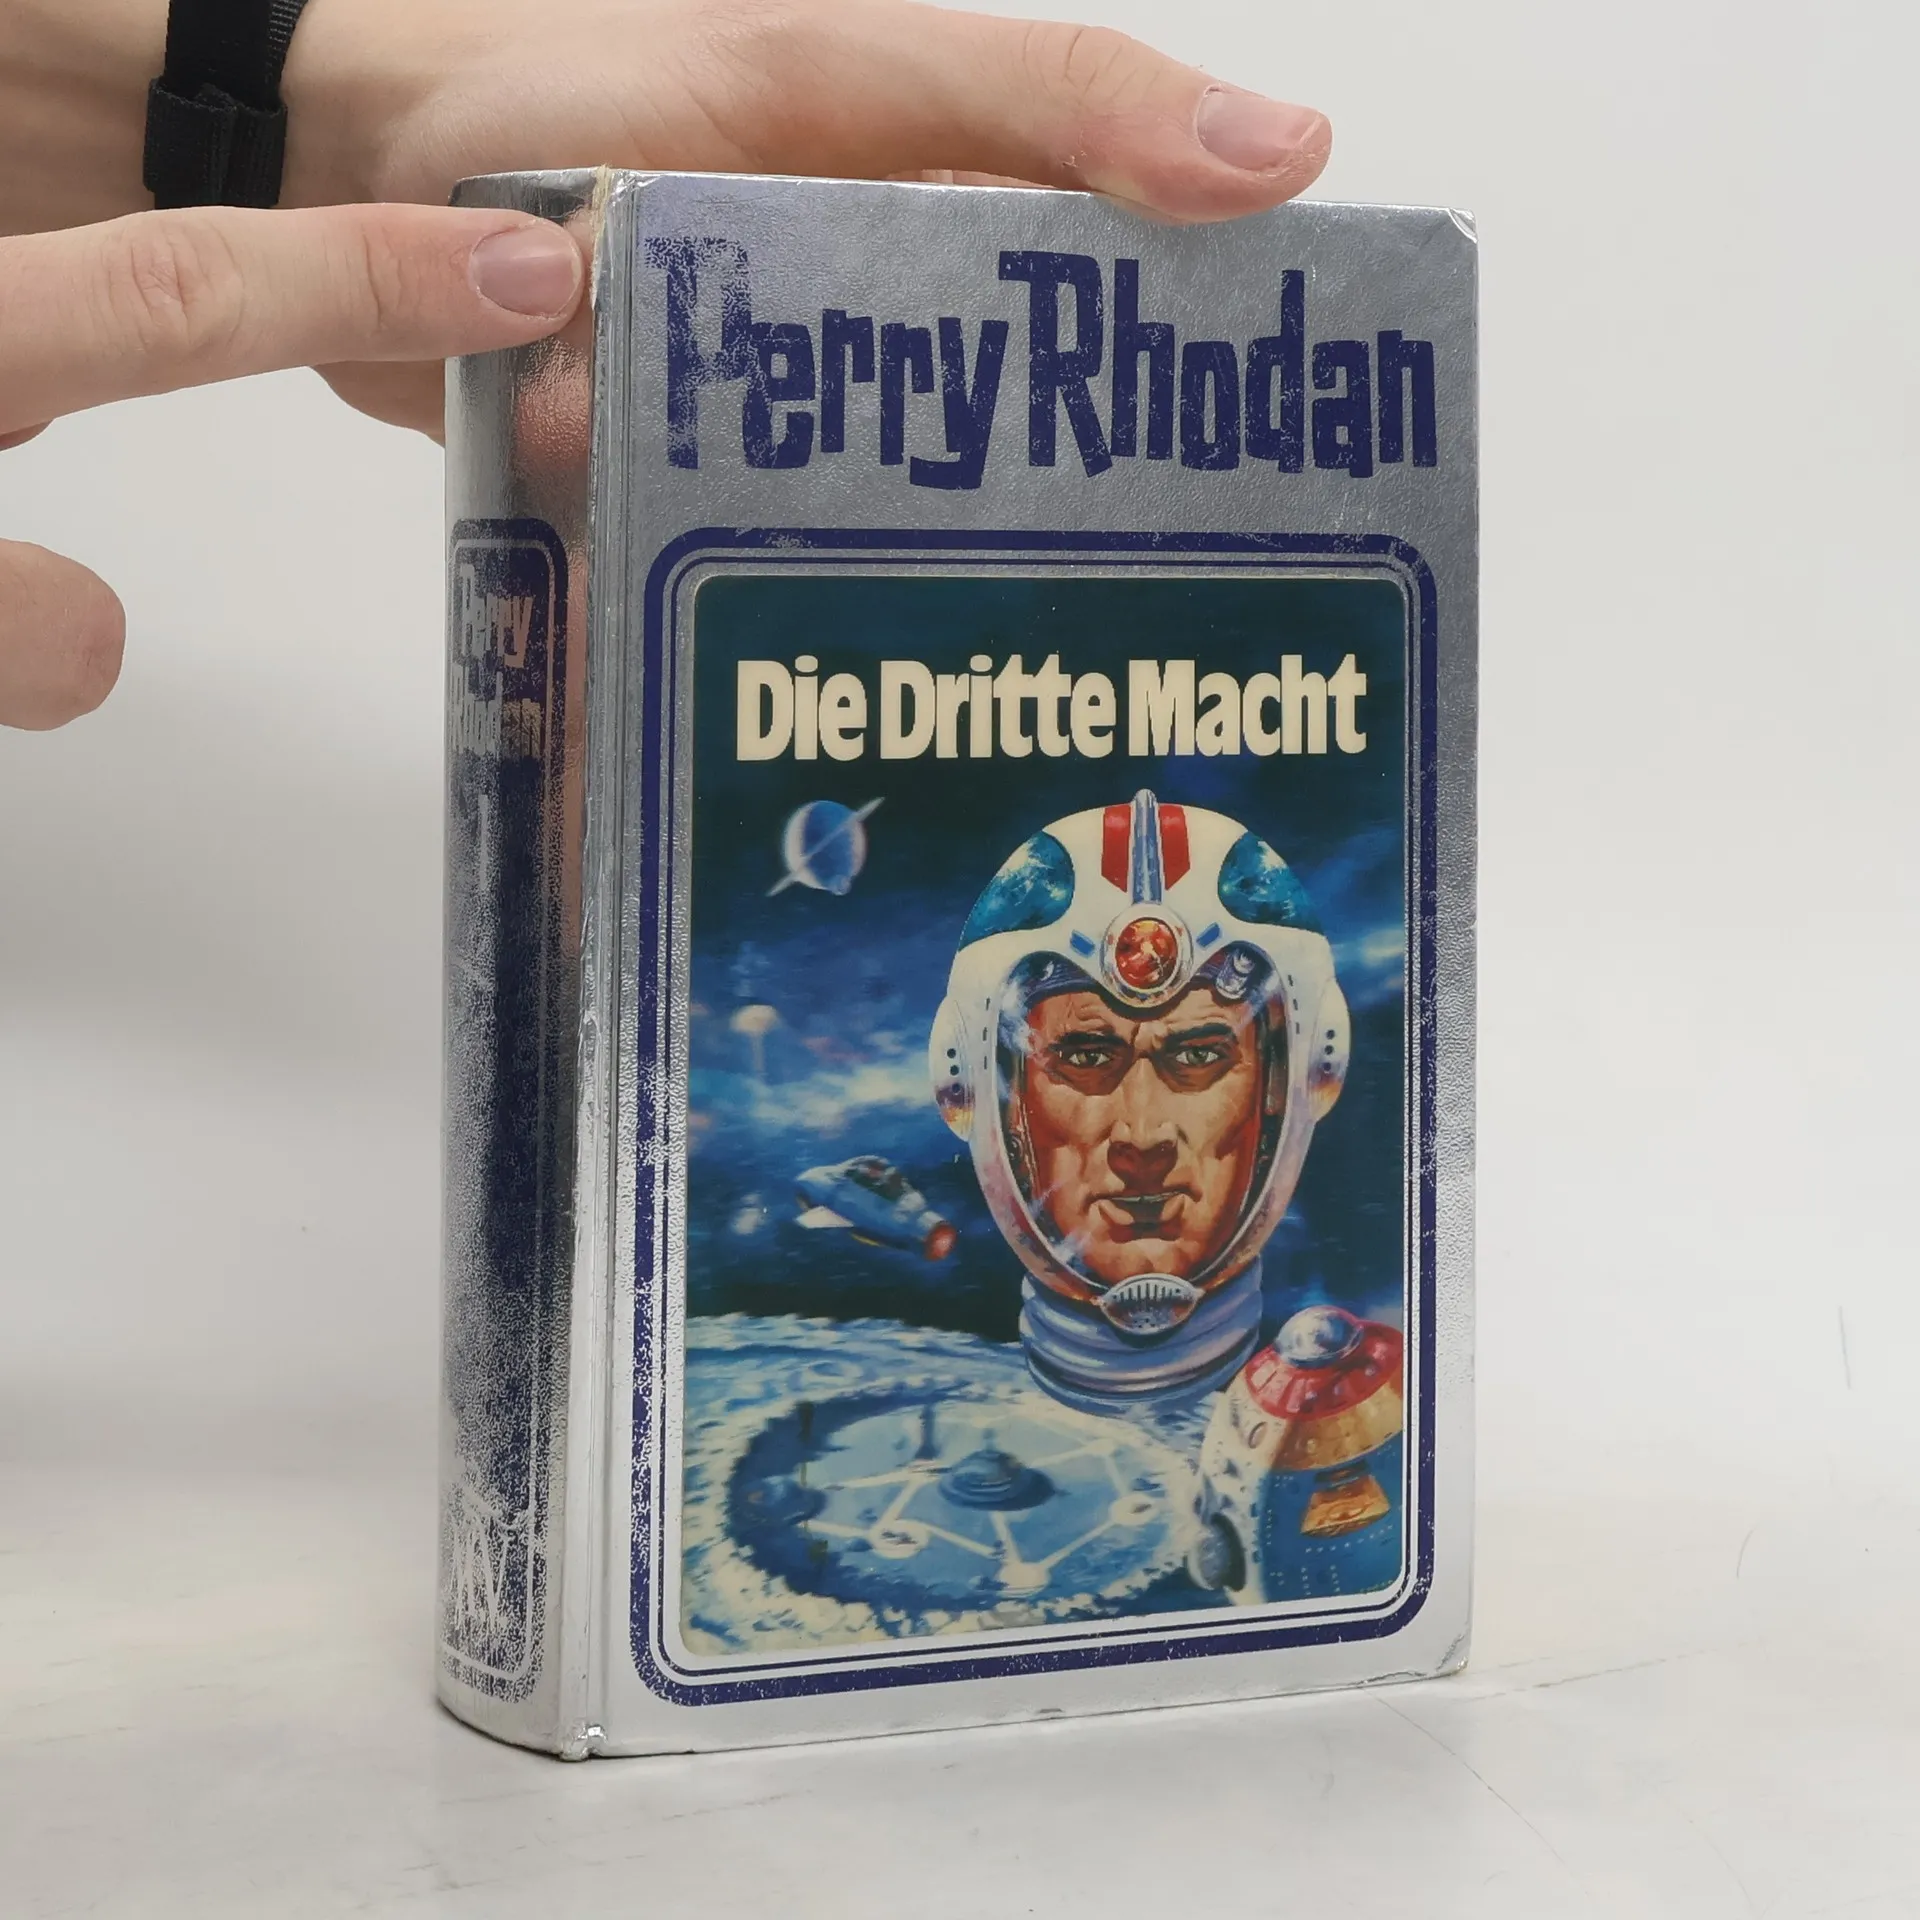 Perry Rhodan
Die Dritte Macht
Perry
Rhodan
1